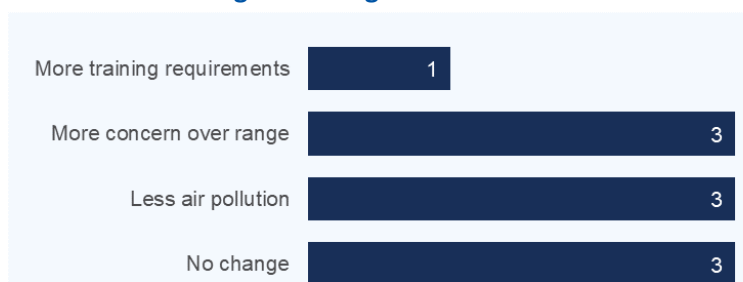 More training requirements 1
More concern over range 3
Less air pollution 3
No change 3